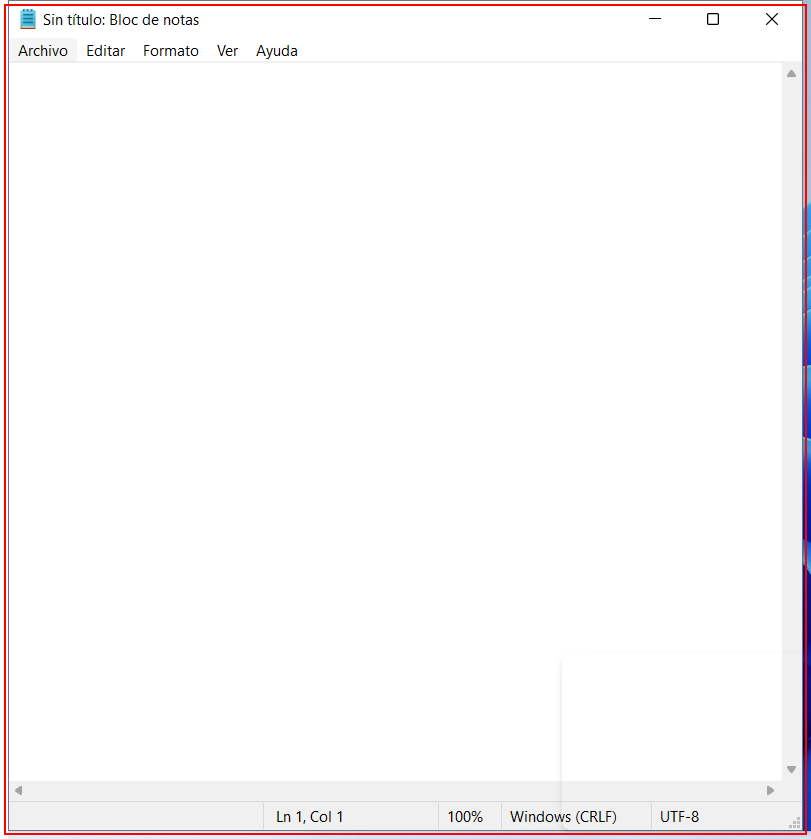 Sin título: Bloc de notas
Archivo Editar Formato Ver Ayuda
Ln 1, Col 1 100% Windows (CRLF) UTF-8